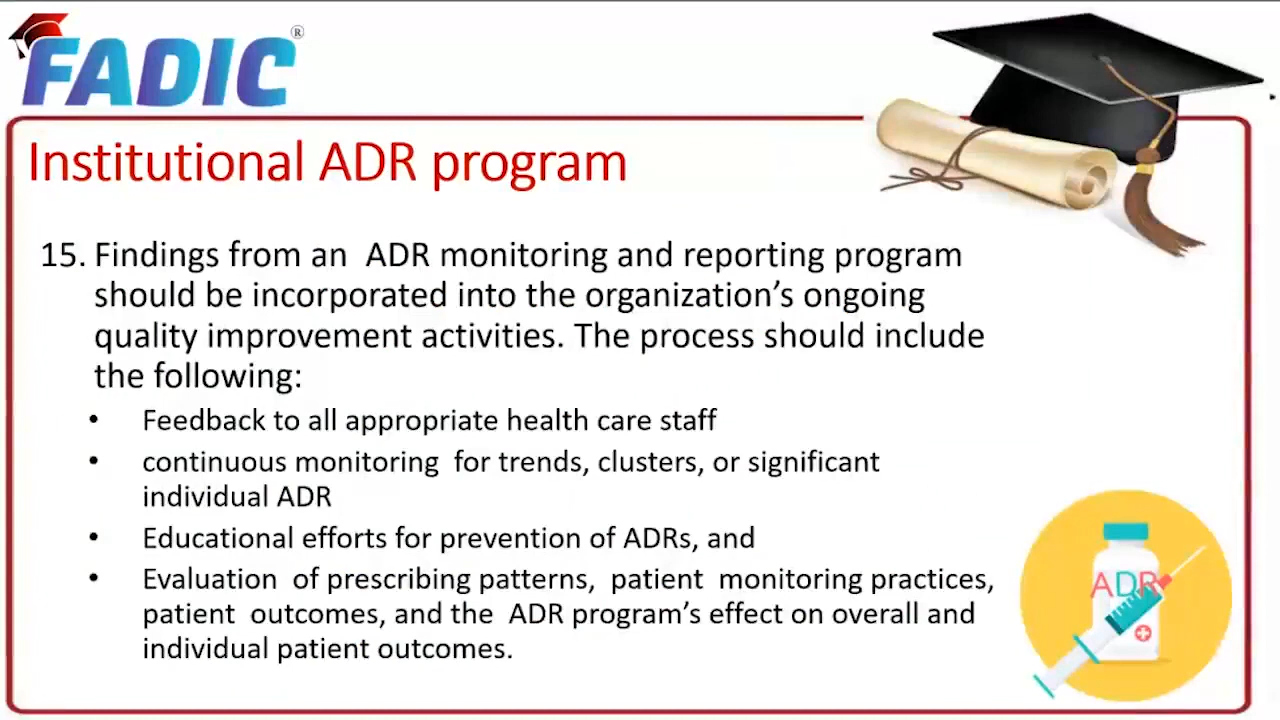 FADIC®
Institutional ADR program
15. Findings from an ADR monitoring and reporting program
should be incorporated into the organization's ongoing
quality improvement activities. The process should include
the following:
• Feedback to all appropriate health care staff
• continuous monitoring for trends, clusters, or significant
individual ADR
• Educational efforts for prevention of ADRs, and
• Evaluation of prescribing patterns, patient monitoring practices,
patient outcomes, and the ADR program's effect on overall and
individual patient outcomes.
ADR